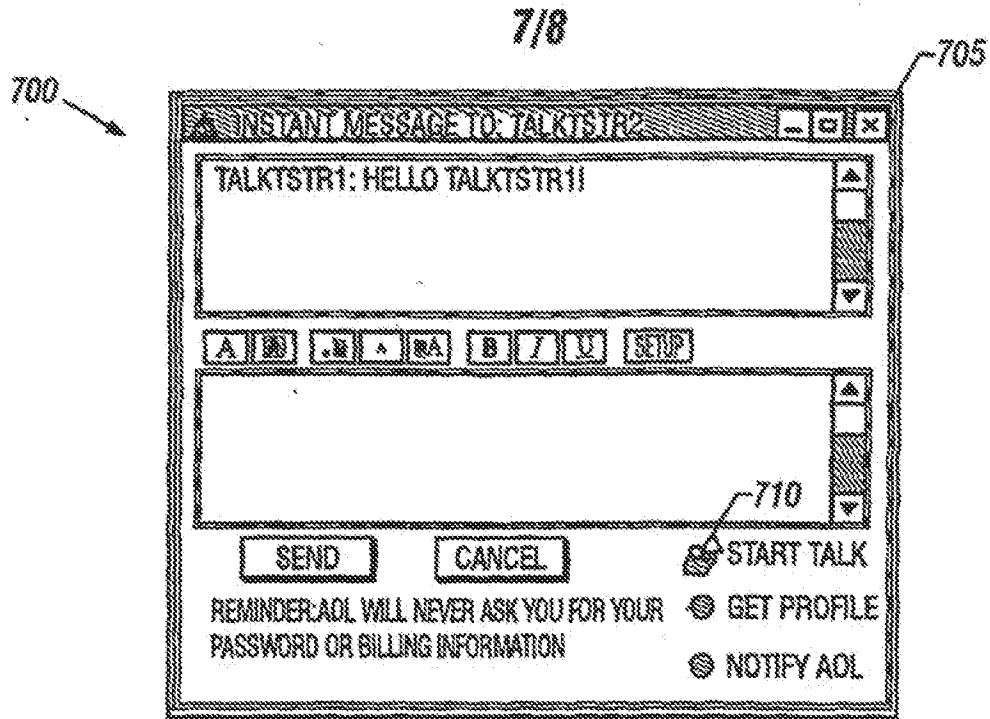 7/8
705
700
INSTANT MESSAGE TO: TALKTSTR2
TALKTSTR1: HELLO TALKTSTR1!
A A A A B I U SETUP
710
START TALK
SEND CANCEL
GET PROFILE
REMINDER:AOL WILL NEVER ASK YOU FOR YOUR
PASSWORD OR BILLING INFORMATION
NOTIFY AOL